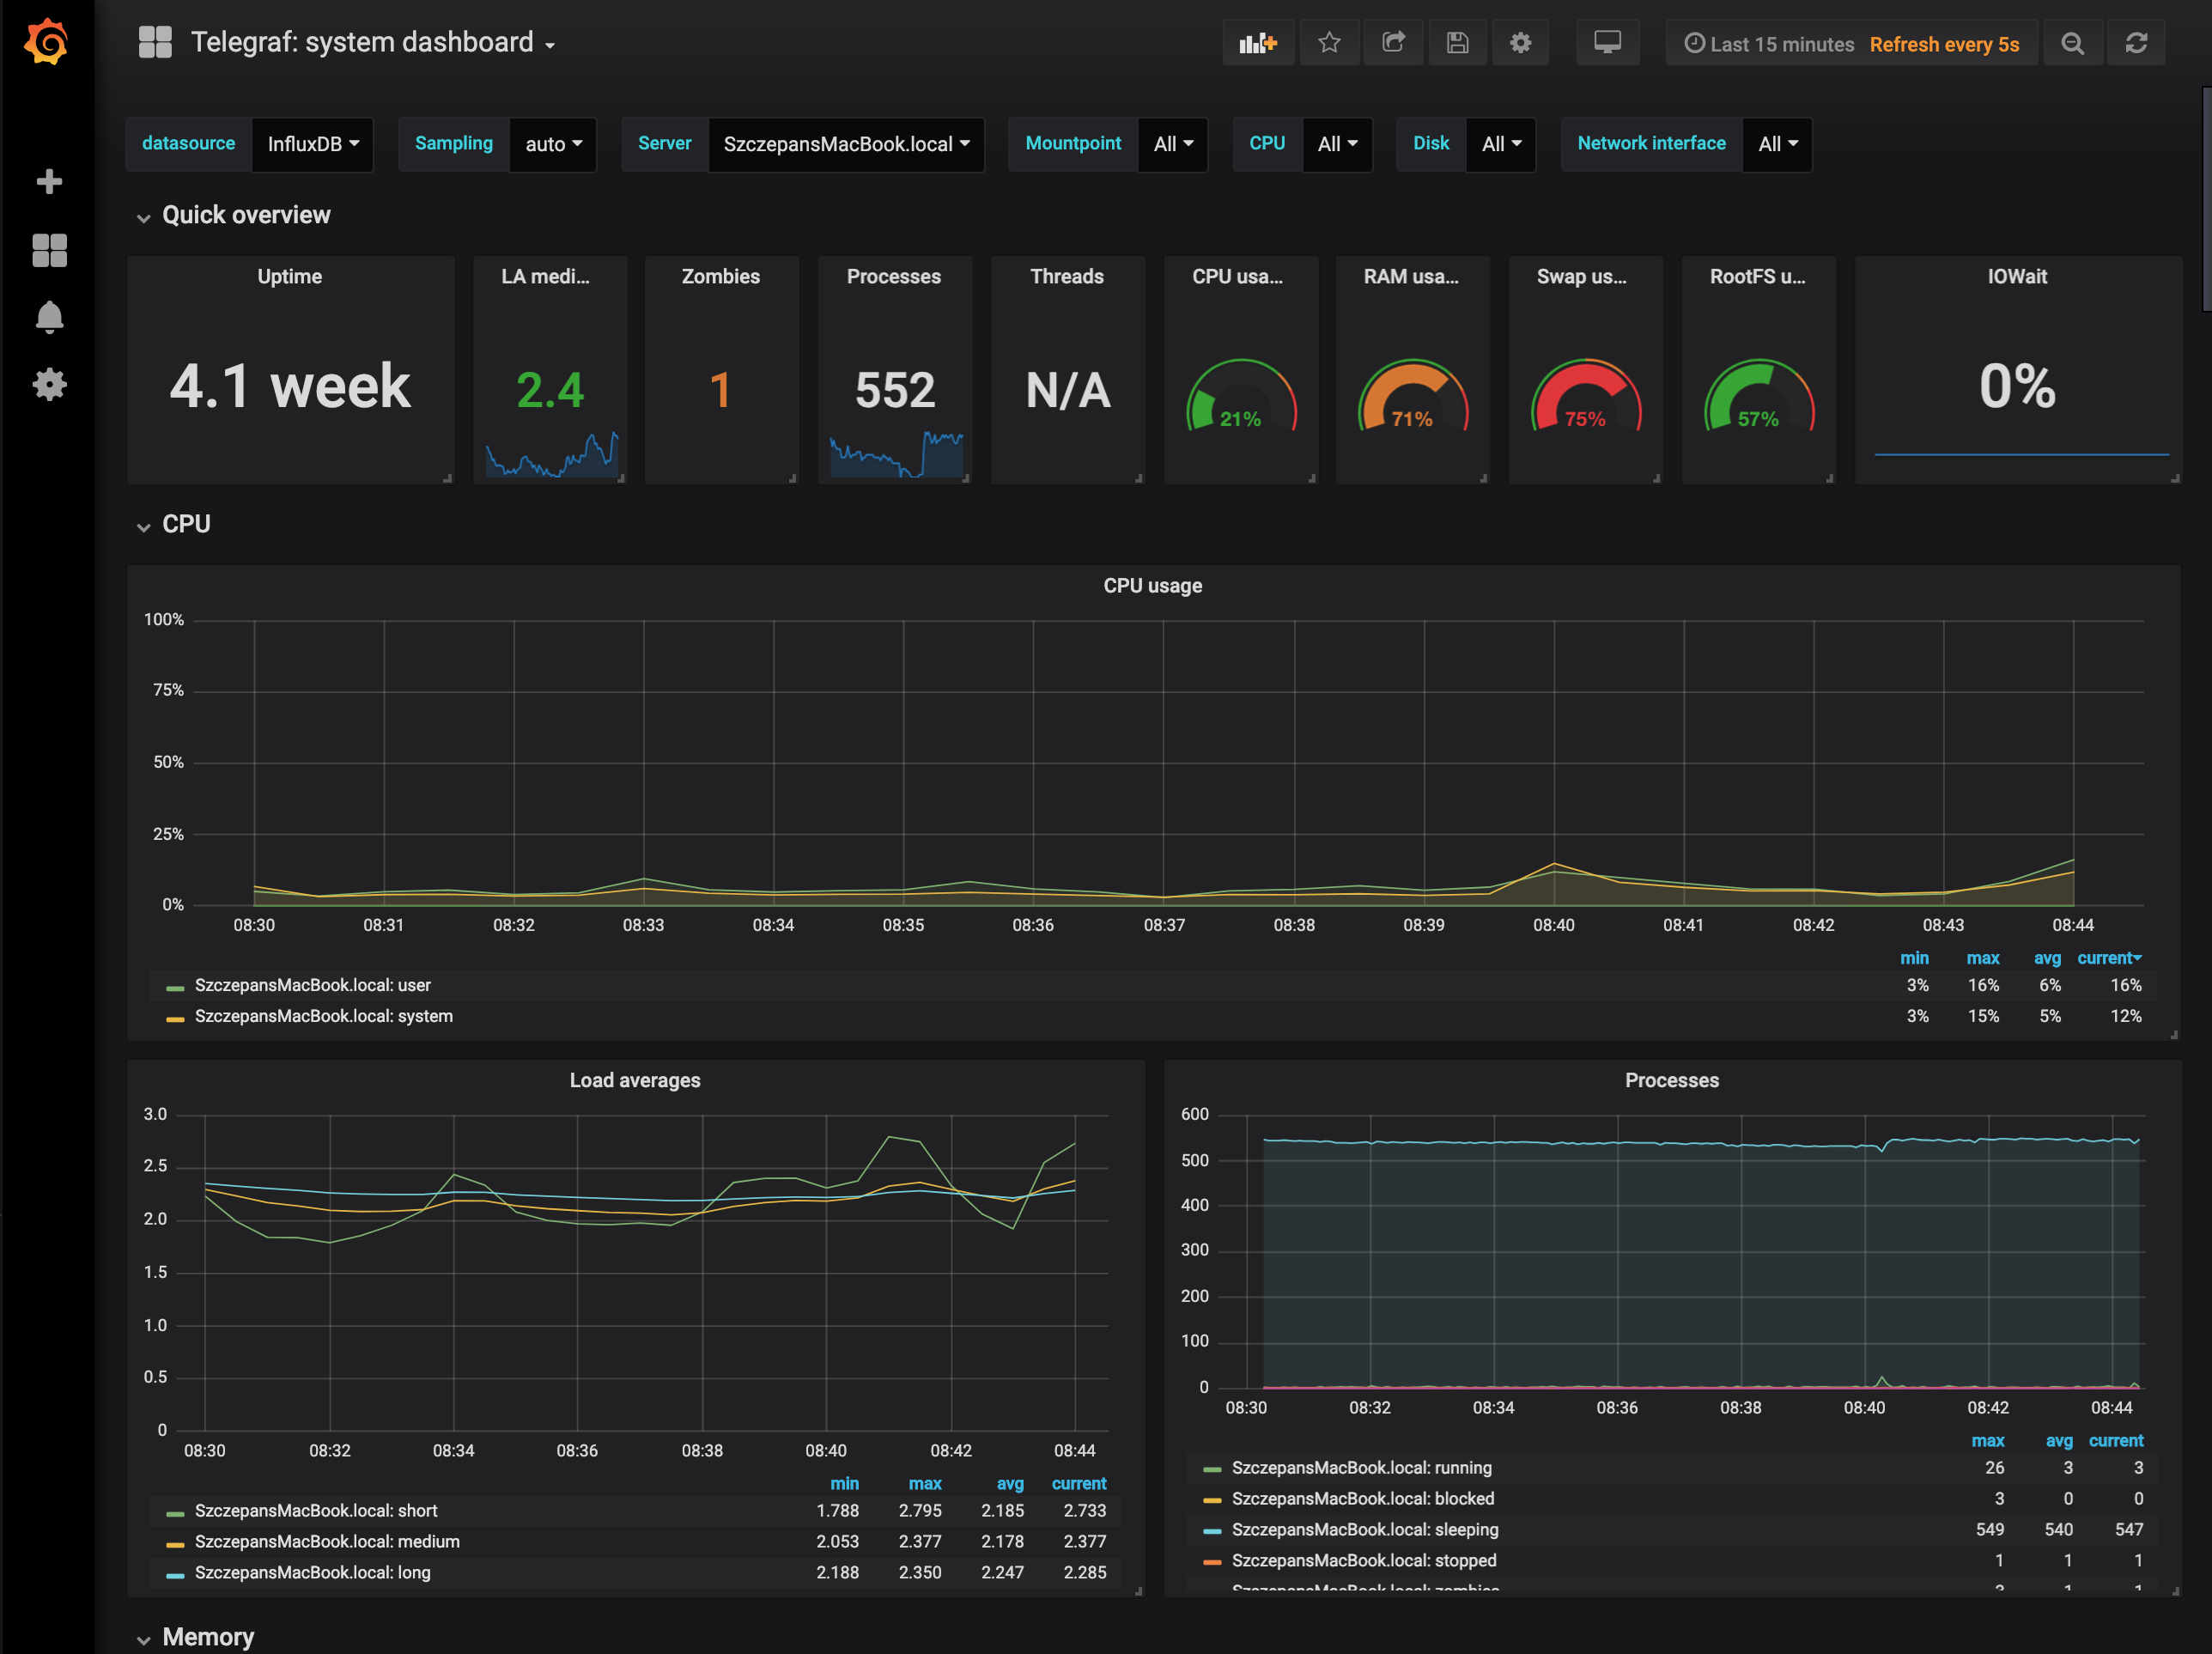 Telegraf: system dashboard
Last 15 minutes Refresh every 5s
datasource InfluxDB Sampling auto Server SzczepansMacBook.local Mountpoint All CPU All Disk All Network interface All
Quick overview
Uptime LA medi... Zombies Processes Threads CPU usa... RAM usa... Swap us... RootFS u... IOWait
4.1 week 2.4 1 552 N/A 21% 71% 75% 57% 0%
CPU
CPU usage
100%
75%
50%
25%
0%
08:30 08:31 08:32 08:33 08:34 08:35 08:36 08:37 08:38 08:39 08:40 08:41 08:42 08:43 08:44
min max avg current
SzczepansMacBook.local: user 3% 16% 6% 16%
SzczepansMacBook.local: system 3% 15% 5% 12%
Load averages
3.0
2.5
2.0
1.5
1.0
0.5
0
08:30 08:32 08:34 08:36 08:38 08:40 08:42 08:44
min max avg current
SzczepansMacBook.local: short 1.788 2.795 2.185 2.733
SzczepansMacBook.local: medium 2.053 2.377 2.178 2.377
SzczepansMacBook.local: long 2.188 2.350 2.247 2.285
Processes
600
500
400
300
200
100
0
08:30 08:32 08:34 08:36 08:38 08:40 08:42 08:44
max avg current
SzczepansMacBook.local: running 26 3 3
SzczepansMacBook.local: blocked 3 0 0
SzczepansMacBook.local: sleeping 549 540 547
SzczepansMacBook.local: stopped 1 1 1
SzczepansMacBook.local: zombies
Memory